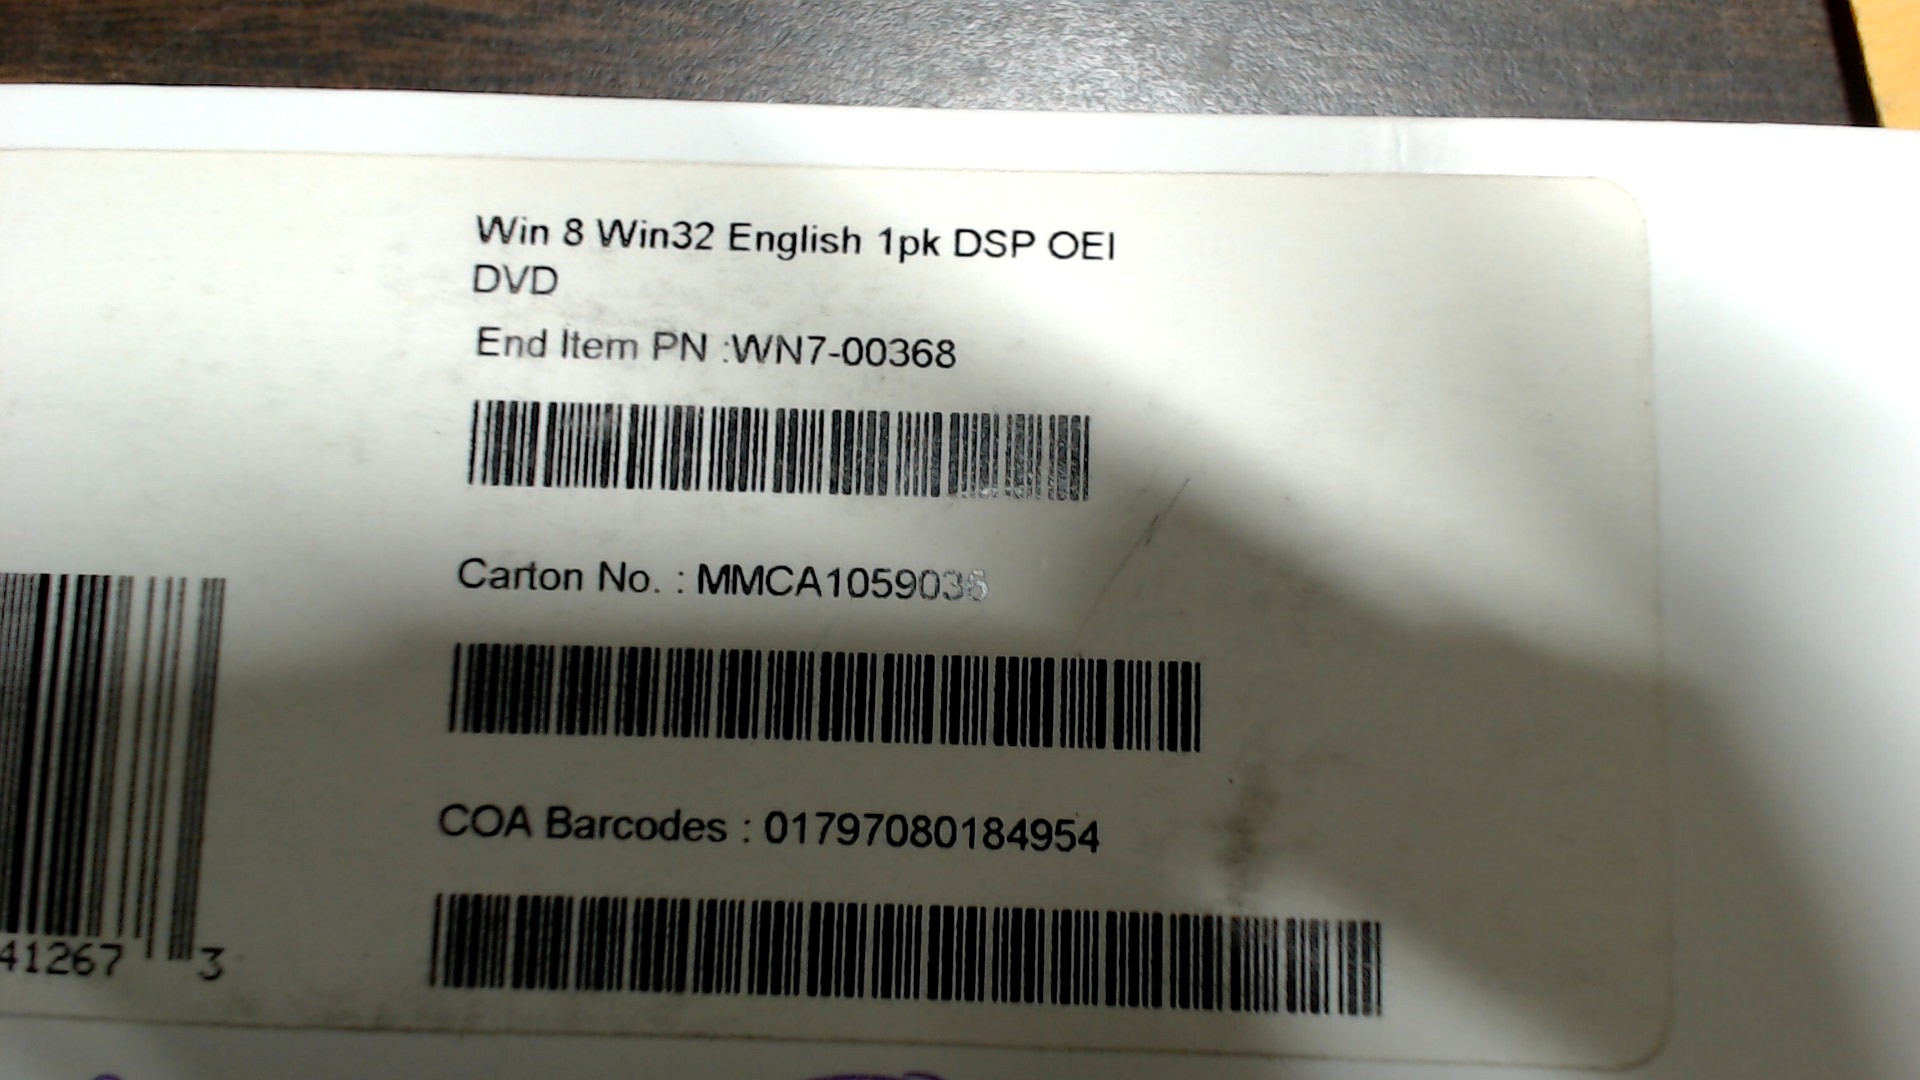 Win 8 Win32 English 1pk DSP OEI
DVD
End Item PN :WN7-00368
Carton No. : MMCA1059036
COA Barcodes : 01797080184954
41267 3